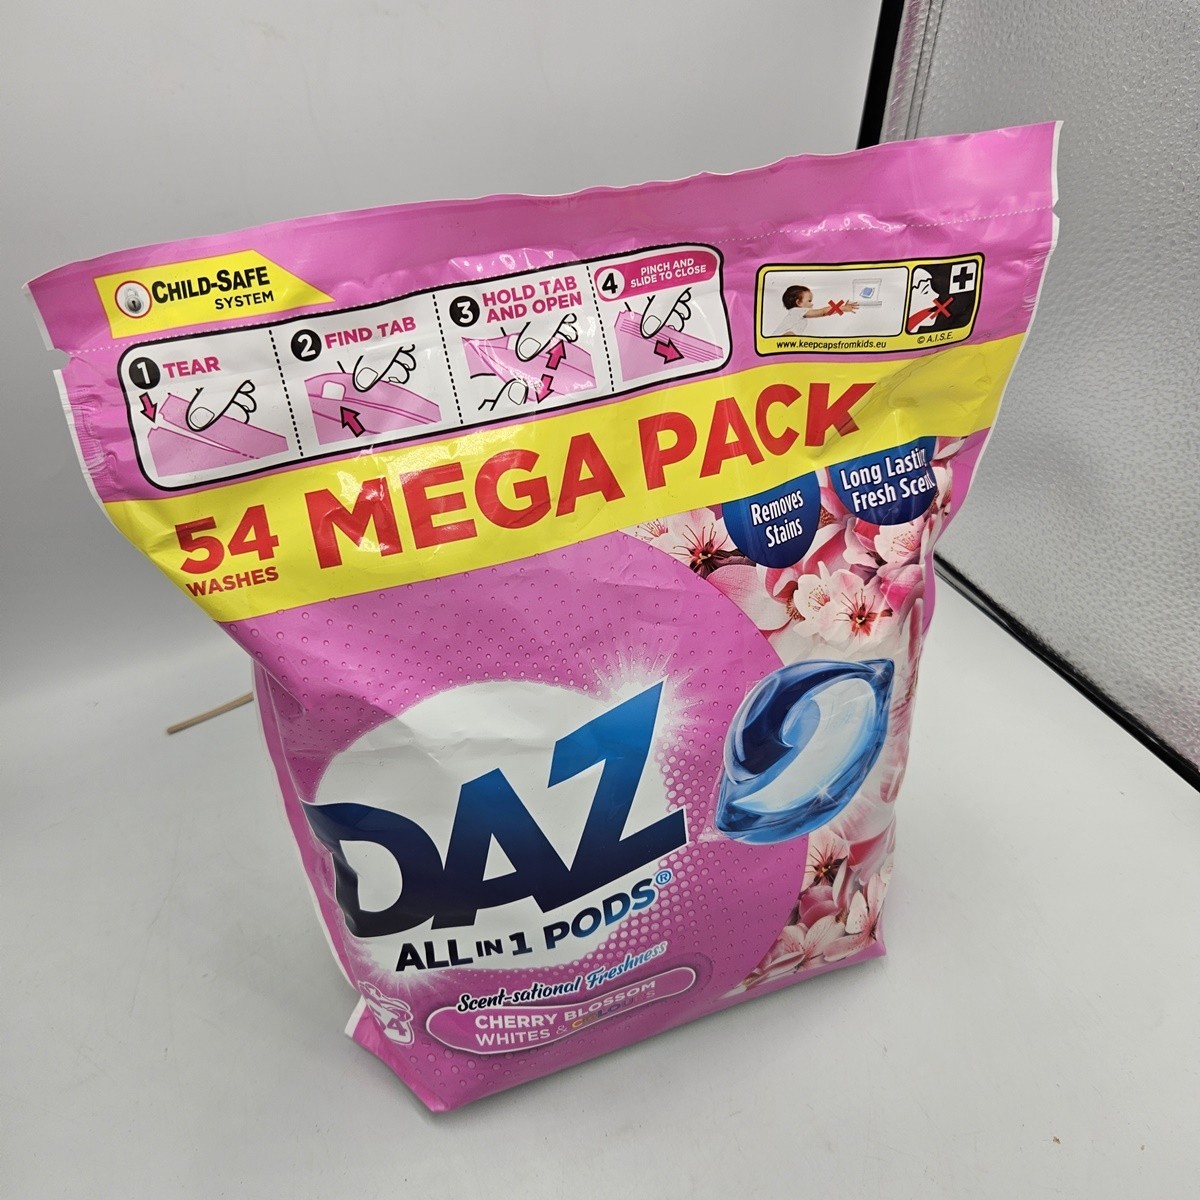 CHILD-SAFE
SYSTEM
1 TEAR
2 FIND TAB
3 HOLD TAB
AND OPEN
4 PINCH AND
SLIDE TO CLOSE
www.keepcapsfromkids.eu
© A.I.S.E.
54
WASHES
MEGA PACK
Removes
Stains
Long Lasting
Fresh Scent
DAZ
ALL IN 1 PODS®
Scent-sational Freshness
CHERRY BLOSSOM
WHITES & COLOURS